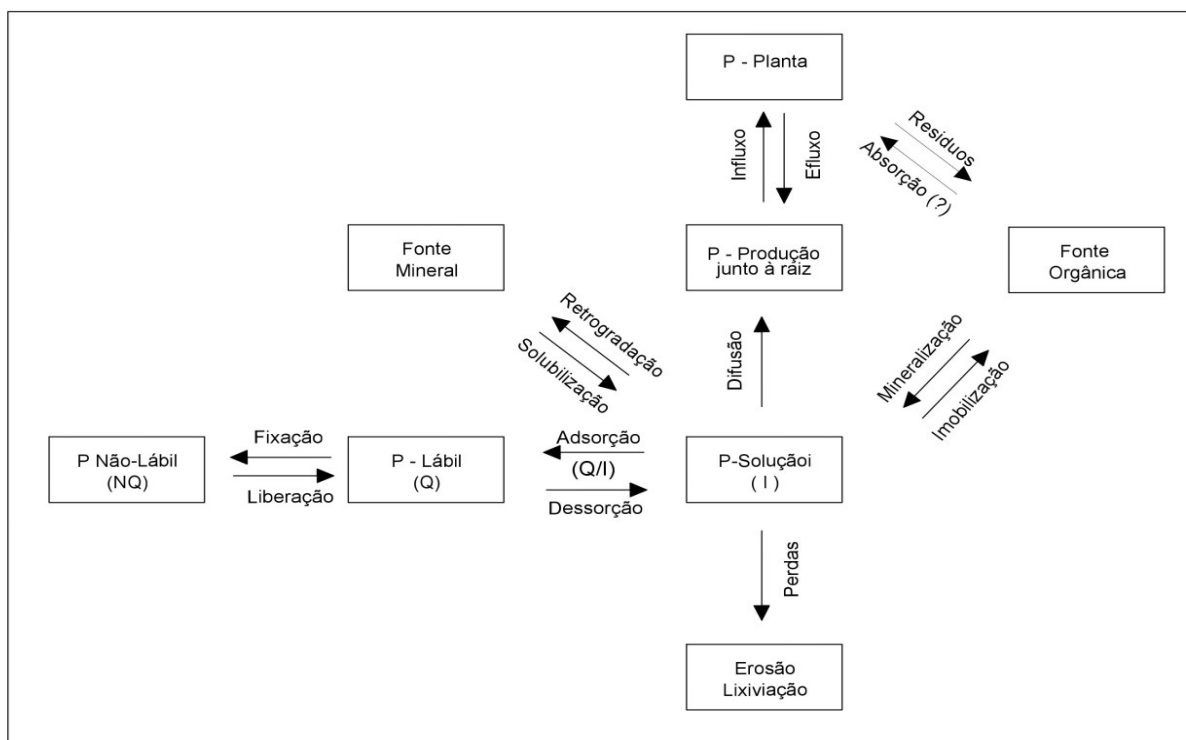 P - Planta
Influxo
Efluxo
Residuos
Absorção (?)
Fonte
Mineral
P - Produção
junto à raiz
Fonte
Orgânica
Retrogradação
Solubilização
Difusão
Mineralização
Imobilização
P Não-Lábil
(NQ)
Fixação
Liberação
P - Lábil
(Q)
Adsorção
(Q/I)
Dessorção
P-Soluçãoi
( I )
Perdas
Erosão
Lixiviação